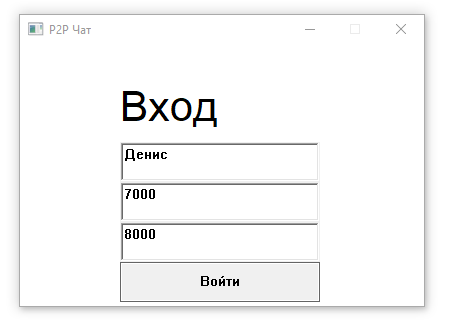 P2P Чат
Вход
Денис
7000
8000
Войти